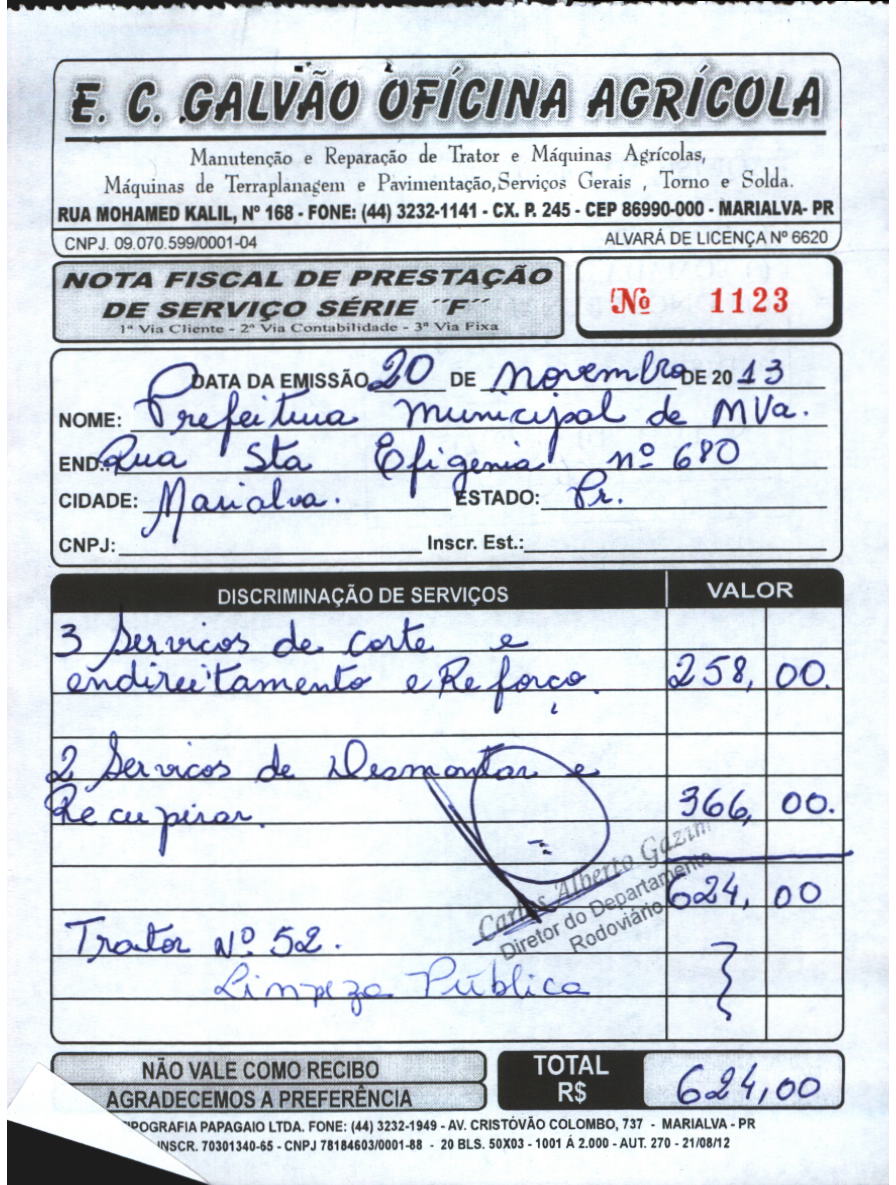 E. C. GALVÃO OFÍCINA AGRÍCOLA
Manutenção e Reparação de Trator e Máquinas Agrícolas,
Máquinas de Terraplanagem e Pavimentação, Serviços Gerais , Torno e Solda.
RUA MOHAMED KALIL, Nº 168 - FONE: (44) 3232-1141 - CX. P. 245 - CEP 86990-000 - MARIALVA- PR
CNPJ. 09.070.599/0001-04 ALVARÁ DE LICENÇA Nº 6620
NOTA FISCAL DE PRESTAÇÃO
DE SERVIÇO SÉRIE ´´F´´
1ª Via Cliente - 2ª Via Contabilidade - 3ª Via Fixa
Nº 1123
DATA DA EMISSÃO 20 DE Novembro DE 2013
NOME: Prefeitura Municipal de MVa.
END.: Rua Sta Efigenia nº 680
CIDADE: Marialva. ESTADO: Pr.
CNPJ: Inscr. Est.:
DISCRIMINAÇÃO DE SERVIÇOS VALOR
3 Servicos de corte e
endireitamento e Reforço. 258,00.
2 Servicos de Desmontar e
Recuperar. 366,00.
624,00
Carlos Alberto Gazim
Diretor do Departamento
Rodoviário
Trator Nº 52.
Limpeza Pública
NÃO VALE COMO RECIBO
AGRADECEMOS A PREFERÊNCIA
TOTAL
R$ 624,00
IPOGRAFIA PAPAGAIO LTDA. FONE: (44) 3232-1949 - AV. CRISTÓVÃO COLOMBO, 737 - MARIALVA - PR
INSCR. 70301340-65 - CNPJ 78184603/0001-88 - 20 BLS. 50X03 - 1001 Á 2.000 - AUT. 270 - 21/08/12